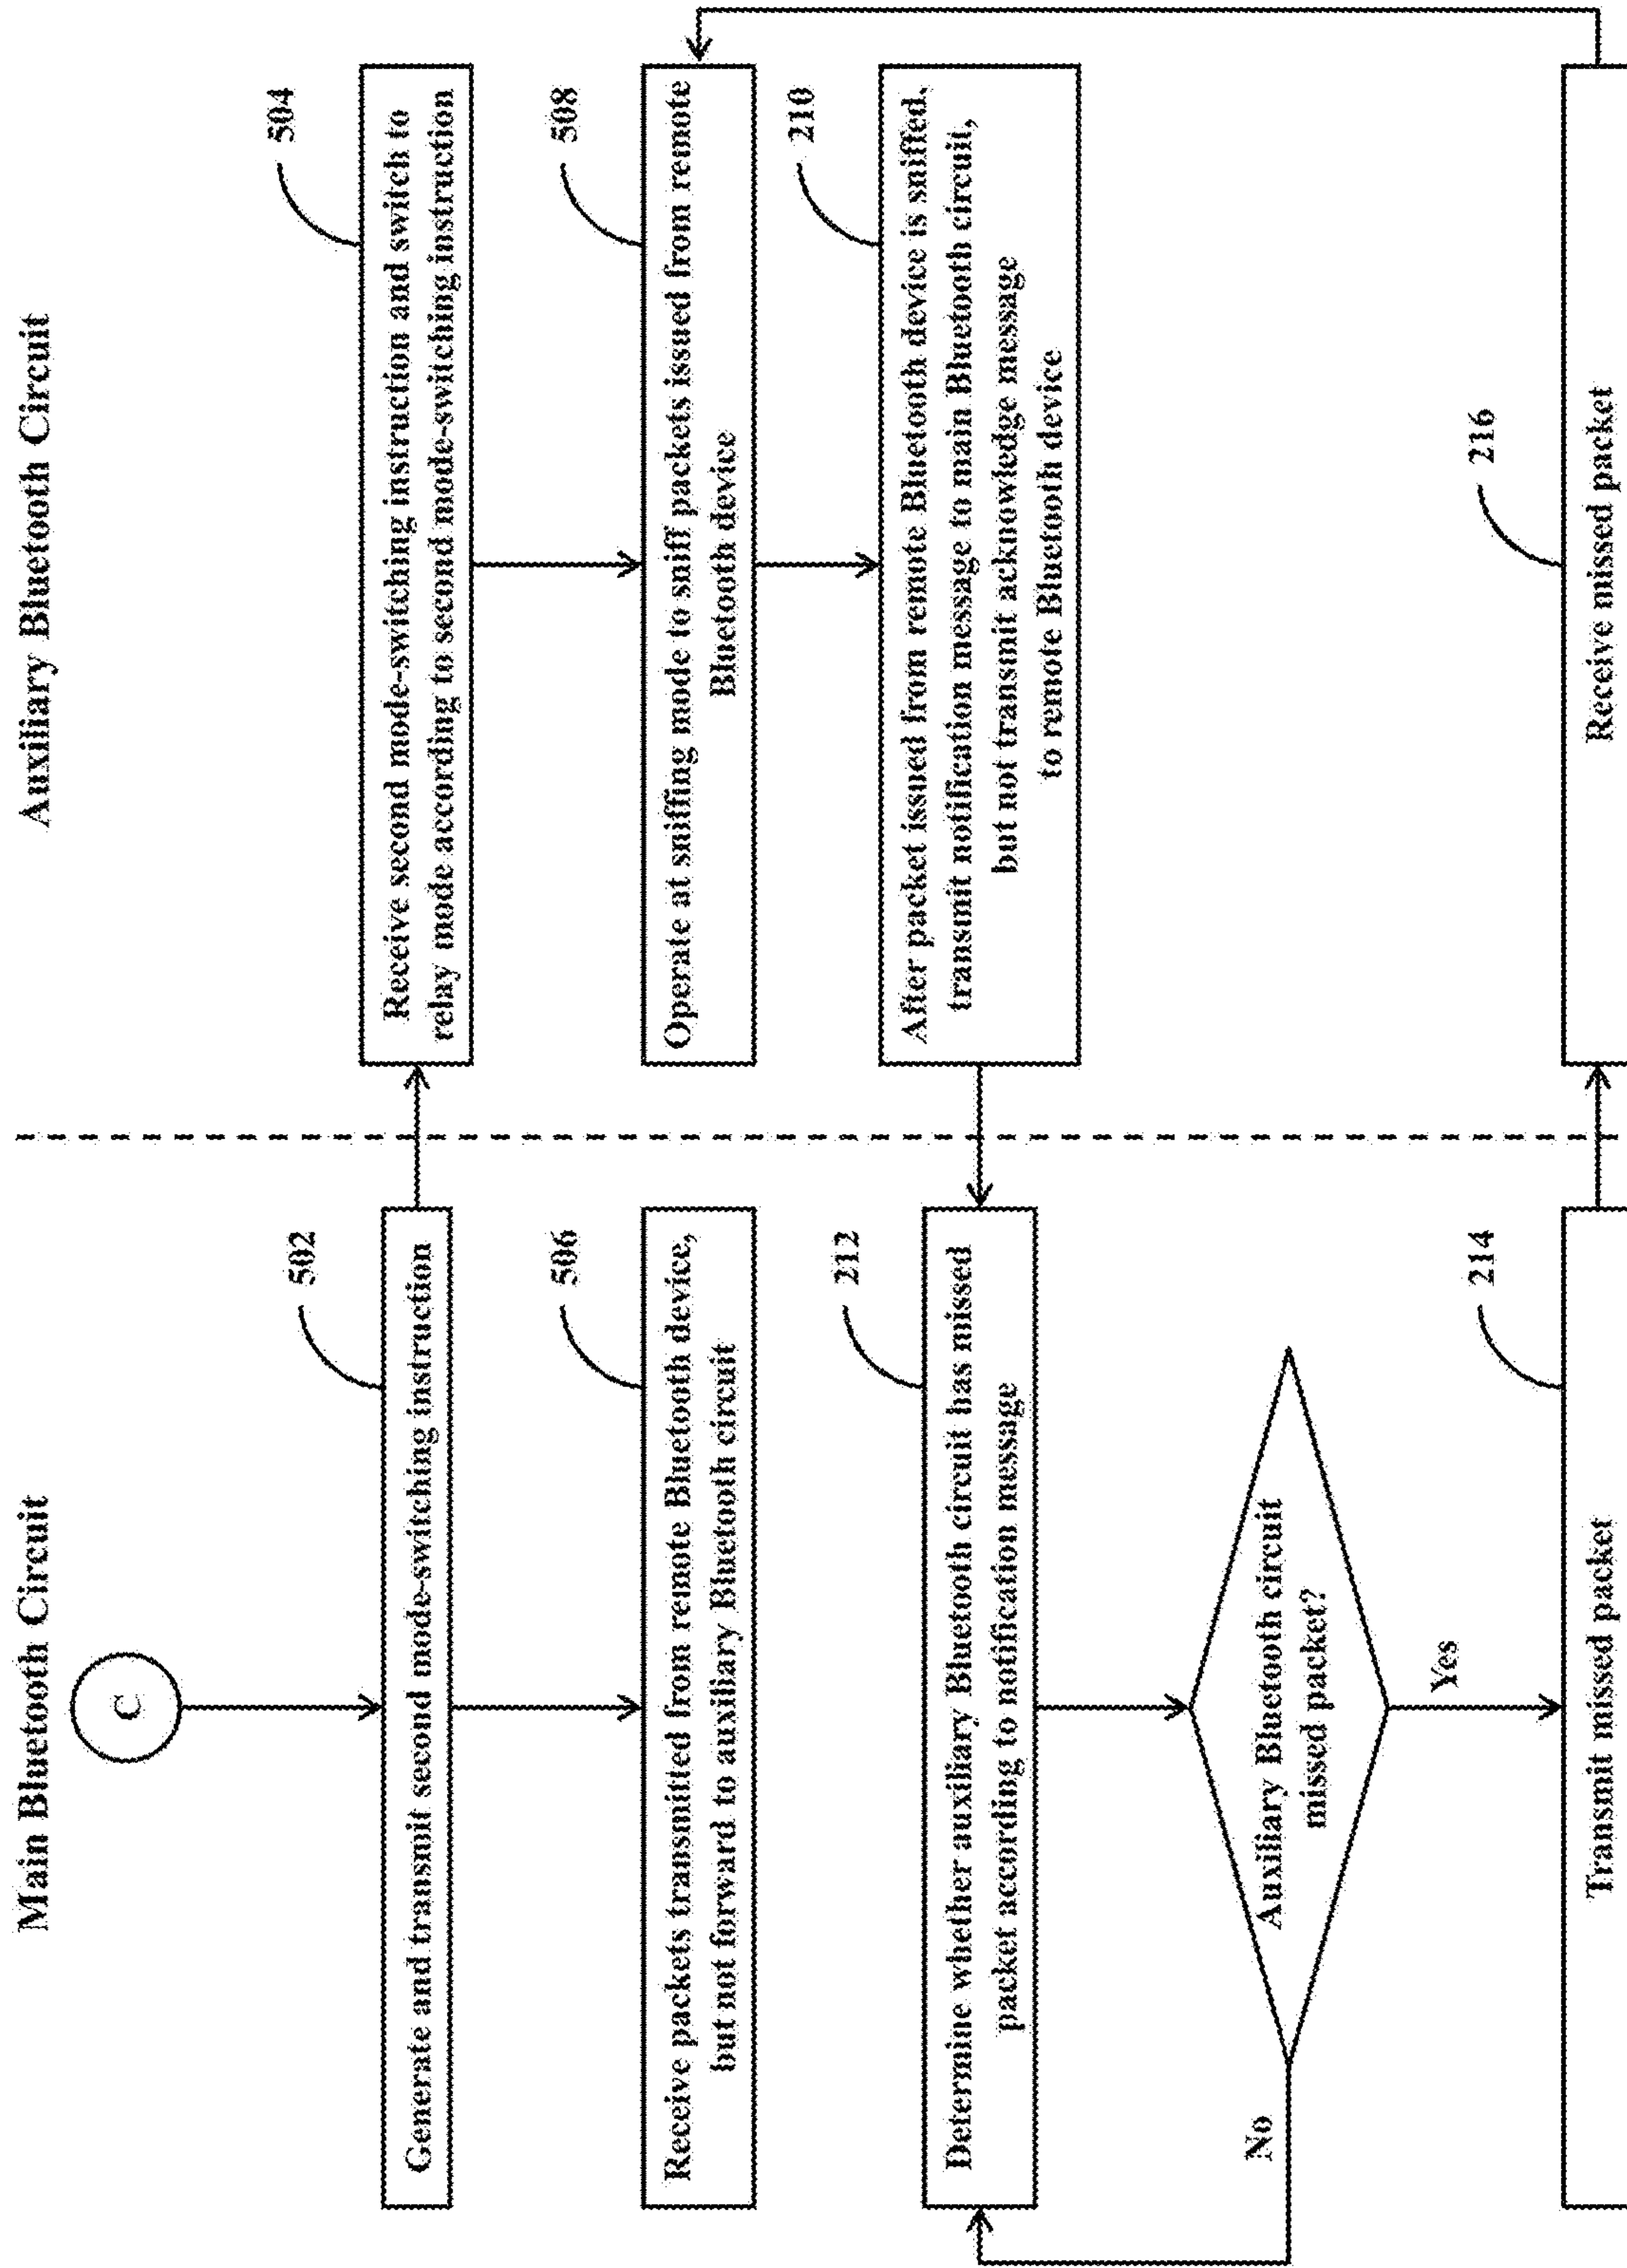 Main Bluetooth Circuit
Auxiliary Bluetooth Circuit
C
502
Generate and transmit second mode-switching instruction
504
Receive second mode-switching instruction and switch to
relay mode according to second mode-switching instruction
506
Receive packets transmitted from remote Bluetooth device,
but not forward to auxiliary Bluetooth circuit
508
Operate at sniffing mode to sniff packets issued from remote
Bluetooth device
210
After packet issued from remote Bluetooth device is sniffed,
transmit notification message to main Bluetooth circuit,
but not transmit acknowledge message
to remote Bluetooth device
212
Determine whether auxiliary Bluetooth circuit has missed
packet according to notification message
Auxiliary Bluetooth circuit
missed packet?
No
Yes
214
Transmit missed packet
216
Receive missed packet